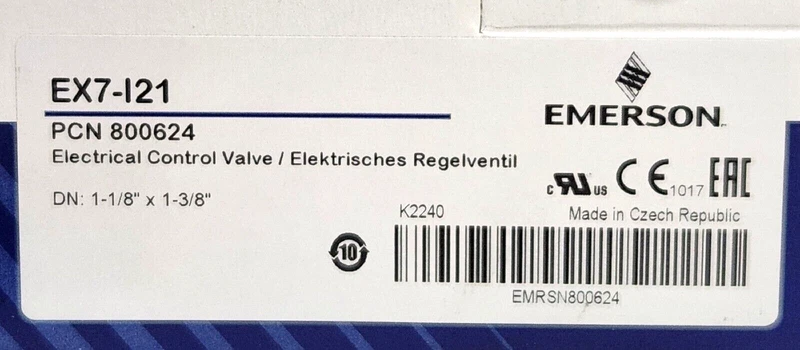 EX7-I21
EMERSON
PCN 800624
Electrical Control Valve / Elektrisches Regelventil
c RU us CE 1017 EAC
DN: 1-1/8" x 1-3/8"
K2240
Made in Czech Republic
10
EMRSN800624